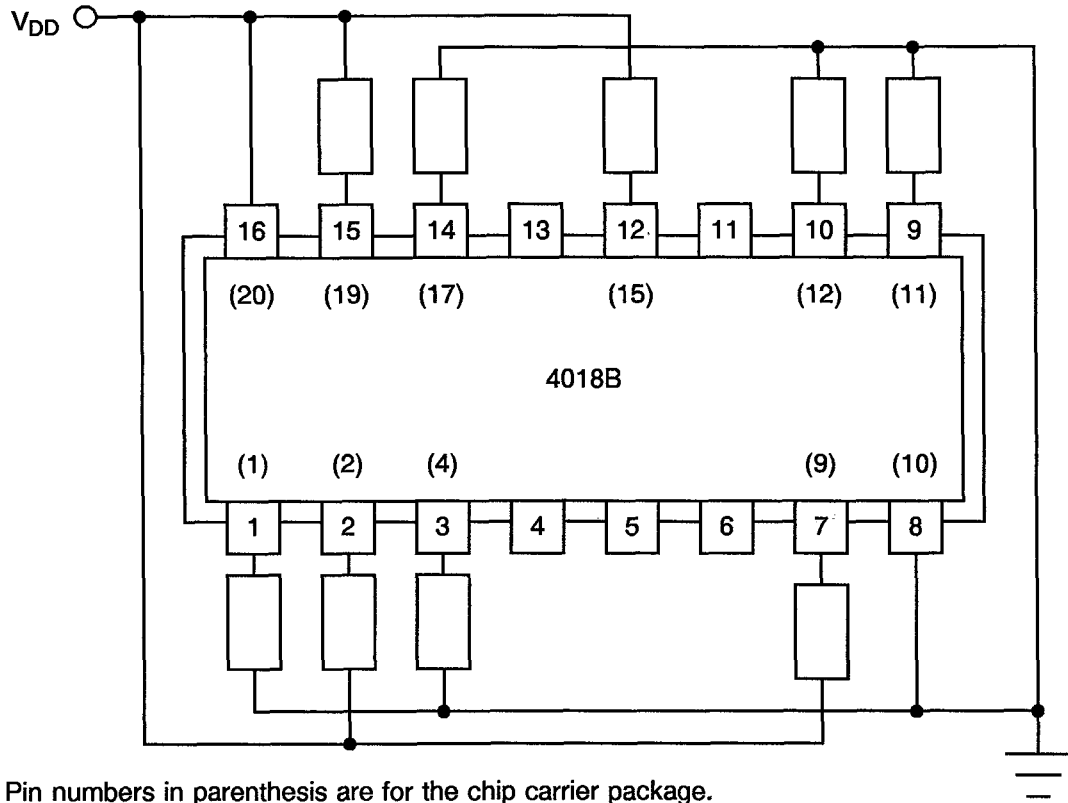 VDD
16 15 14 13 12 11 10 9
(20) (19) (17) (15) (12) (11)
4018B
(1) (2) (4) (9) (10)
1 2 3 4 5 6 7 8
Pin numbers in parenthesis are for the chip carrier package.